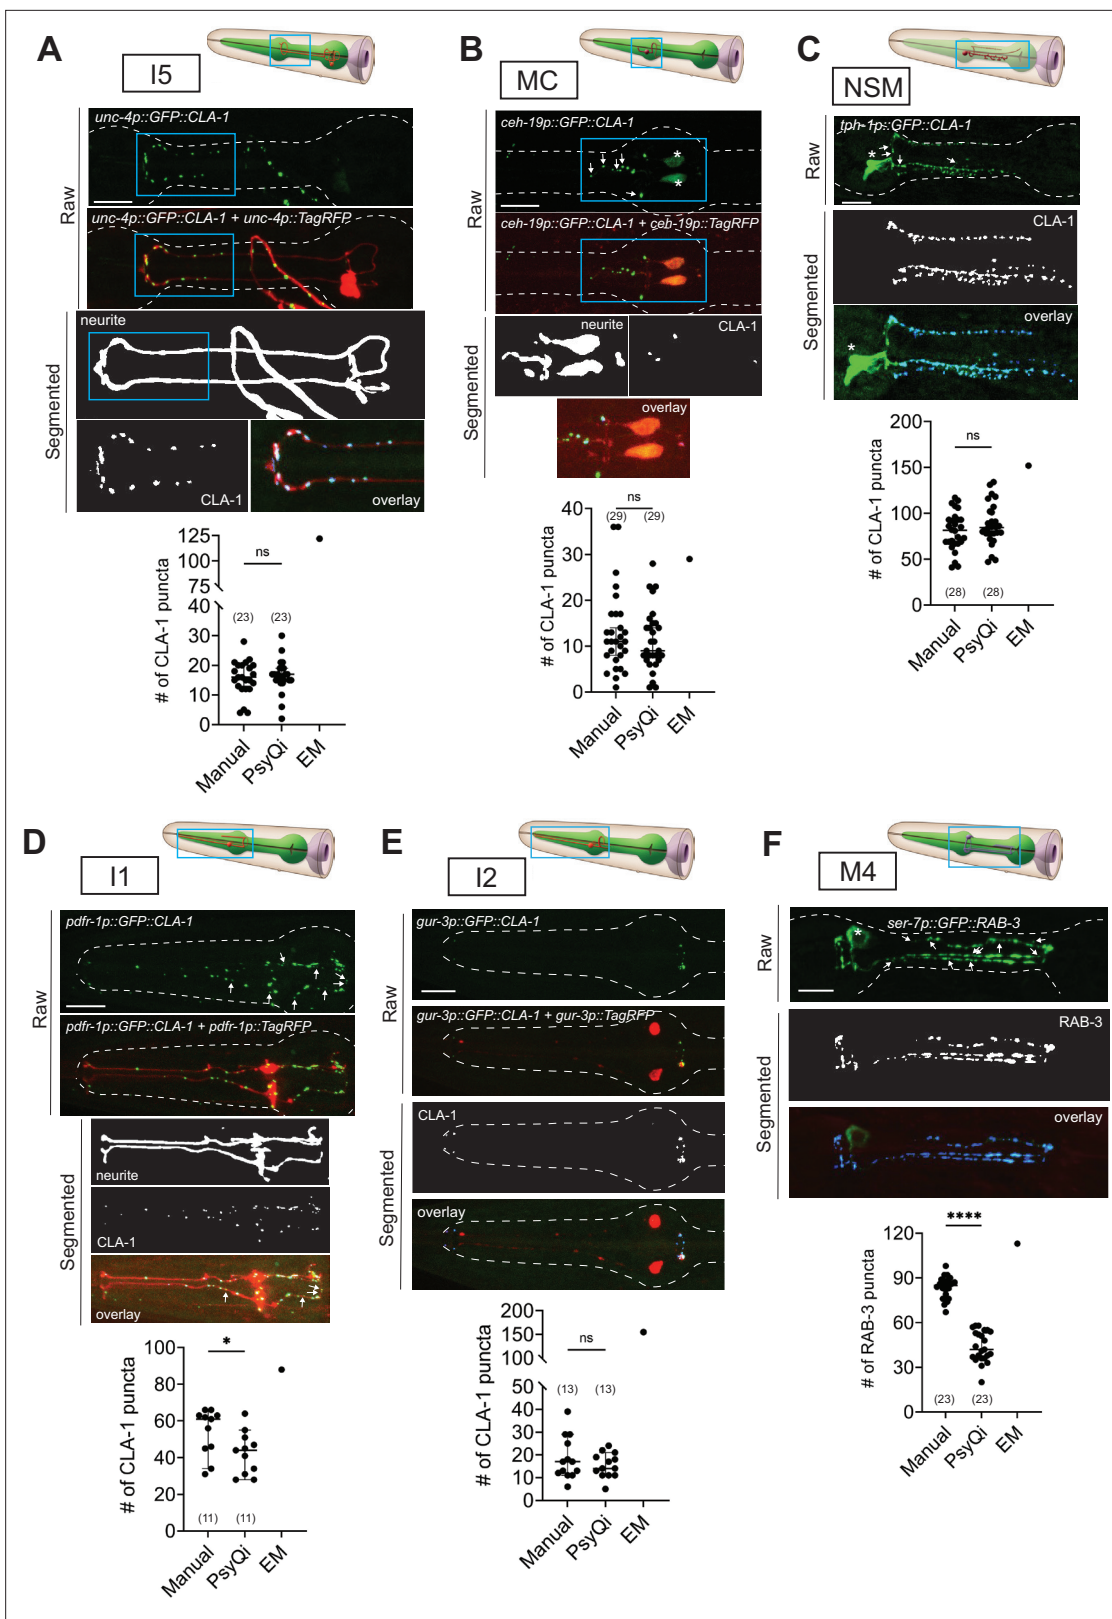 A
I5
Raw
unc-4p::GFP::CLA-1
unc-4p::GFP::CLA-1 + unc-4p::TagRFP
Segmented
neurite
CLA-1
overlay
# of CLA-1 puncta
125
100
75
40
30
20
10
0
ns
(23)
(23)
Manual
PsyQi
EM
B
MC
Raw
ceh-19p::GFP::CLA-1
*
*
ceh-19p::GFP::CLA-1 + ceh-19p::TagRFP
Segmented
neurite
CLA-1
overlay
# of CLA-1 puncta
40
30
20
10
0
ns
(29)
(29)
Manual
PsyQi
EM
C
NSM
Raw
tph-1p::GFP::CLA-1
*
Segmented
CLA-1
overlay
*
# of CLA-1 puncta
200
150
100
50
0
ns
(28)
(28)
Manual
PsyQi
EM
D
I1
Raw
pdfr-1p::GFP::CLA-1
pdfr-1p::GFP::CLA-1 + pdfr-1p::TagRFP
Segmented
neurite
CLA-1
overlay
# of CLA-1 puncta
100
80
60
40
20
0
*
(11)
(11)
Manual
PsyQi
EM
E
I2
Raw
gur-3p::GFP::CLA-1
gur-3p::GFP::CLA-1 + gur-3p::TagRFP
Segmented
CLA-1
overlay
# of CLA-1 puncta
200
150
100
50
40
30
20
10
0
ns
(13)
(13)
Manual
PsyQi
EM
F
M4
Raw
ser-7p::GFP::RAB-3
*
Segmented
RAB-3
overlay
# of RAB-3 puncta
120
90
60
30
0
****
(23)
(23)
Manual
PsyQi
EM